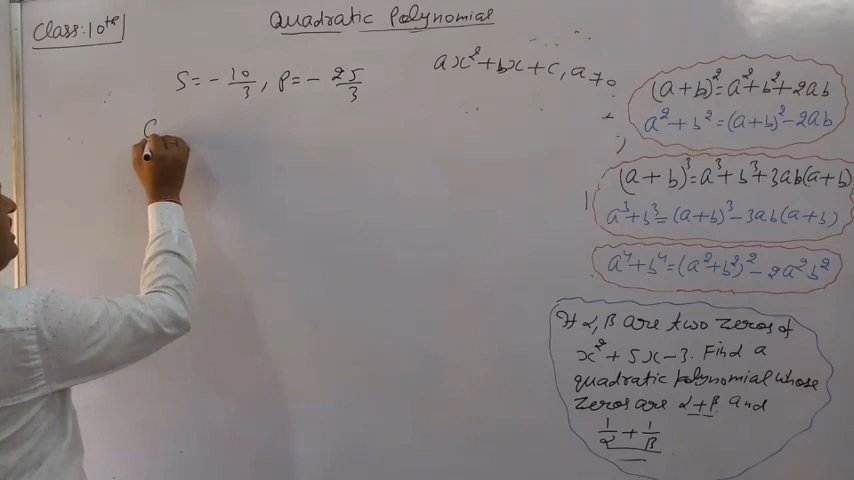 Quadratic Polynomial
Class:10th
S = - 10/3, P = - 25/3
ax² + bx + c, a ≠ 0
(a+b)² = a² + b² + 2ab
a² + b² = (a+b)² - 2ab
(a+b)³ = a³ + b³ + 3ab(a+b)
a³ + b³ = (a+b)³ - 3ab(a+b)
a⁴ + b⁴ = (a² + b²)² - 2a²b²
If α, β are two zeros of
x² + 5x - 3. Find a
quadratic polynomial whose
zeros are α + β and
1/α + 1/β